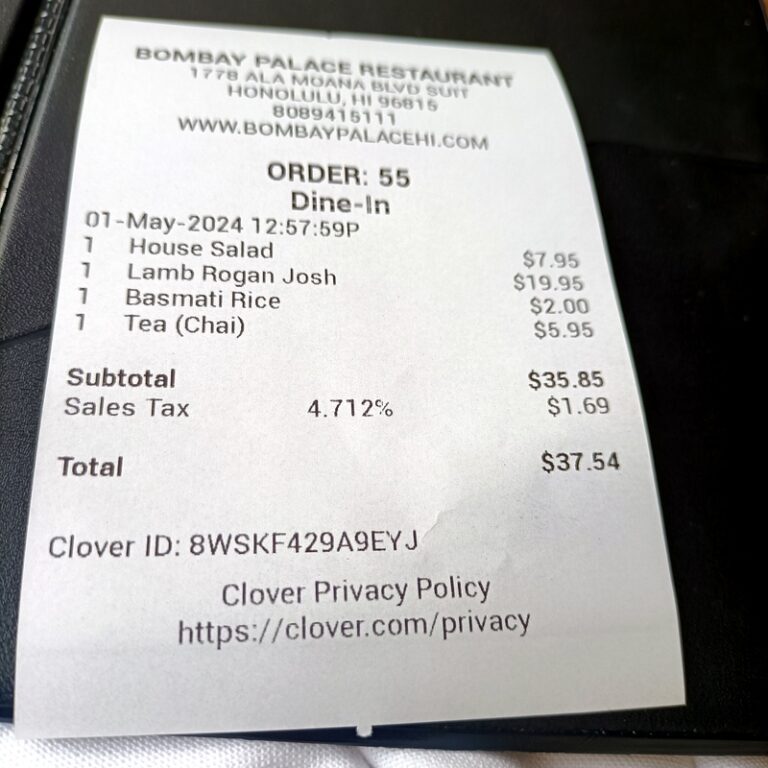 BOMBAY PALACE RESTAURANT
1778 ALA MOANA BLVD SUIT
HONOLULU, HI 96815
8089415111
WWW.BOMBAYPALACEHI.COM
ORDER: 55
Dine-In
01-May-2024 12:57:59P
1 House Salad $7.95
1 Lamb Rogan Josh $19.95
1 Basmati Rice $2.00
1 Tea (Chai) $5.95
Subtotal $35.85
Sales Tax 4.712% $1.69
Total $37.54
Clover ID: 8WSKF429A9EYJ
Clover Privacy Policy
https://clover.com/privacy